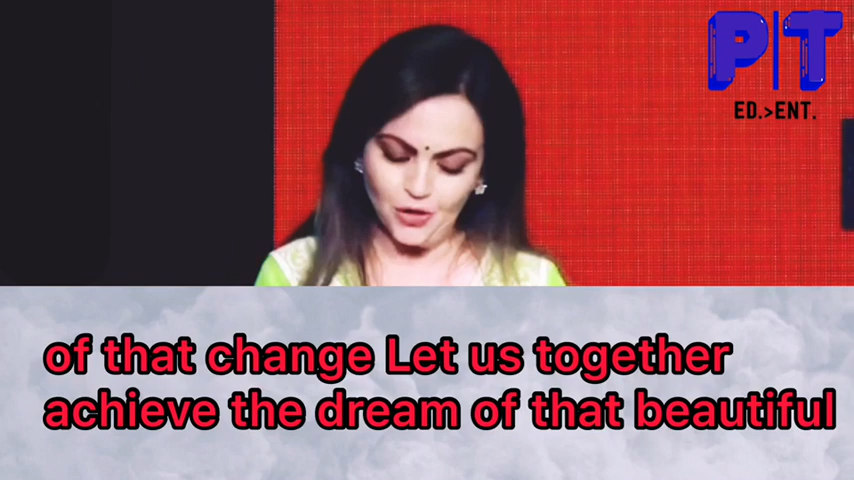 P|T
ED.>ENT.
of that change Let us together
achieve the dream of that beautiful